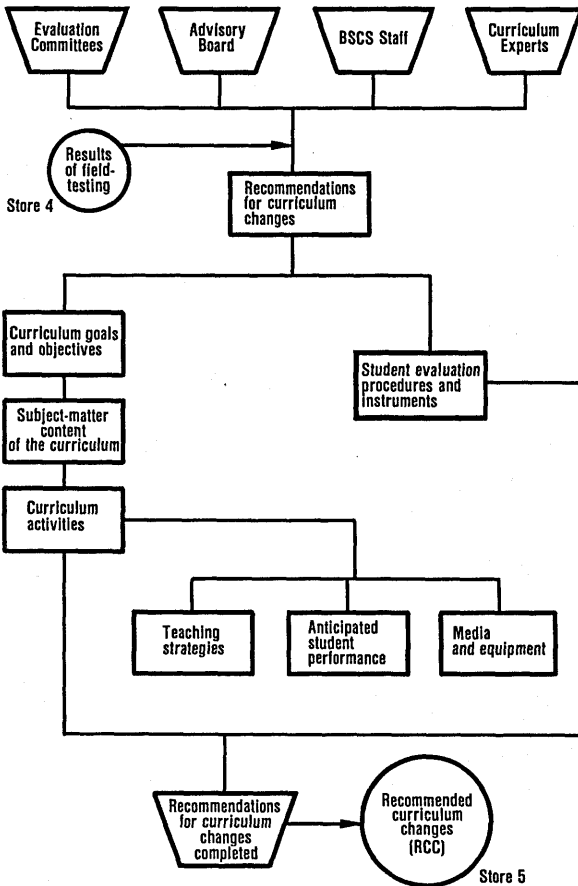 Evaluation
Committees
Advisory
Board
BSCS Staff
Curriculum
Experts
Results
of field-
testing
Store 4
Recommendations
for curriculum
changes
Curriculum goals
and objectives
Student evaluation
procedures and
instruments
Subject-matter
content
of the curriculum
Curriculum
activities
Teaching
strategies
Anticipated
student
performance
Media
and equipment
Recommendations
for curriculum
changes
completed
Recommended
curriculum
changes
(RCC)
Store 5